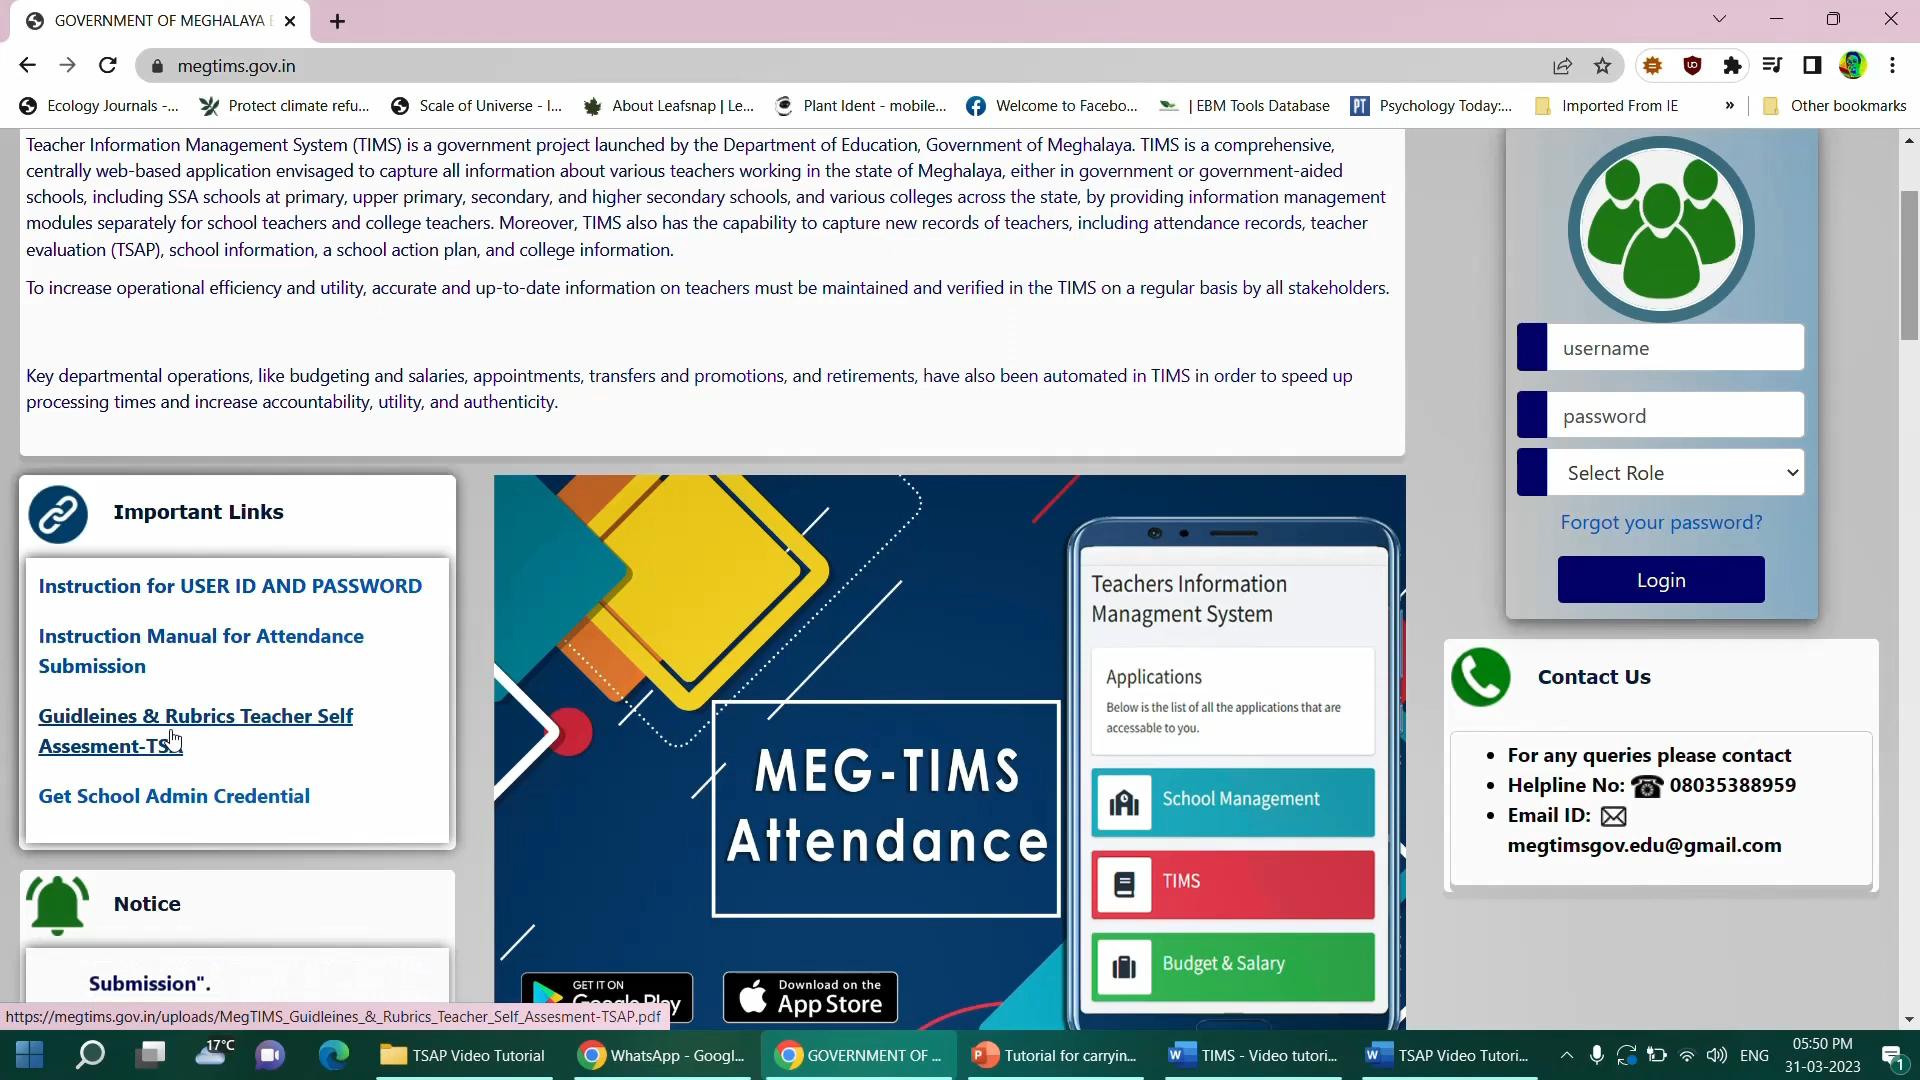 GOVERNMENT OF MEGHALAYA
megtims.gov.in
Ecology Journals -...
Protect climate refu...
Scale of Universe - I...
About Leafsnap | Le...
Plant Ident - mobile...
Welcome to Facebo...
| EBM Tools Database
PT
Psychology Today:...
Imported From IE
»
Other bookmarks
Teacher Information Management System (TIMS) is a government project launched by the Department of Education, Government of Meghalaya. TIMS is a comprehensive,
centrally web-based application envisaged to capture all information about various teachers working in the state of Meghalaya, either in government or government-aided
schools, including SSA schools at primary, upper primary, secondary, and higher secondary schools, and various colleges across the state, by providing information management
modules separately for school teachers and college teachers. Moreover, TIMS also has the capability to capture new records of teachers, including attendance records, teacher
evaluation (TSAP), school information, a school action plan, and college information.
To increase operational efficiency and utility, accurate and up-to-date information on teachers must be maintained and verified in the TIMS on a regular basis by all stakeholders.
Key departmental operations, like budgeting and salaries, appointments, transfers and promotions, and retirements, have also been automated in TIMS in order to speed up
processing times and increase accountability, utility, and authenticity.
username
password
Select Role
Forgot your password?
Login
Important Links
Instruction for USER ID AND PASSWORD
Instruction Manual for Attendance
Submission
Guidleines & Rubrics Teacher Self
Assesment-TS
Get School Admin Credential
Notice
Submission".
MEG-TIMS
Attendance
GET IT ON
Google Play
Download on the
App Store
Teachers Information
Managment System
Applications
Below is the list of all the applications that are
accessable to you.
School Management
TIMS
Budget & Salary
Contact Us
For any queries please contact
Helpline No: 08035388959
Email ID:
megtimsgov.edu@gmail.com
https://megtims.gov.in/uploads/MegTIMS_Guidleines_&_Rubrics_Teacher_Self_Assesment-TSAP.pdf
17°C
TSAP Video Tutorial
WhatsApp - Googl...
GOVERNMENT OF ...
Tutorial for carryin...
TIMS - Video tutori...
TSAP Video Tutori...
ENG
05:50 PM
31-03-2023
1